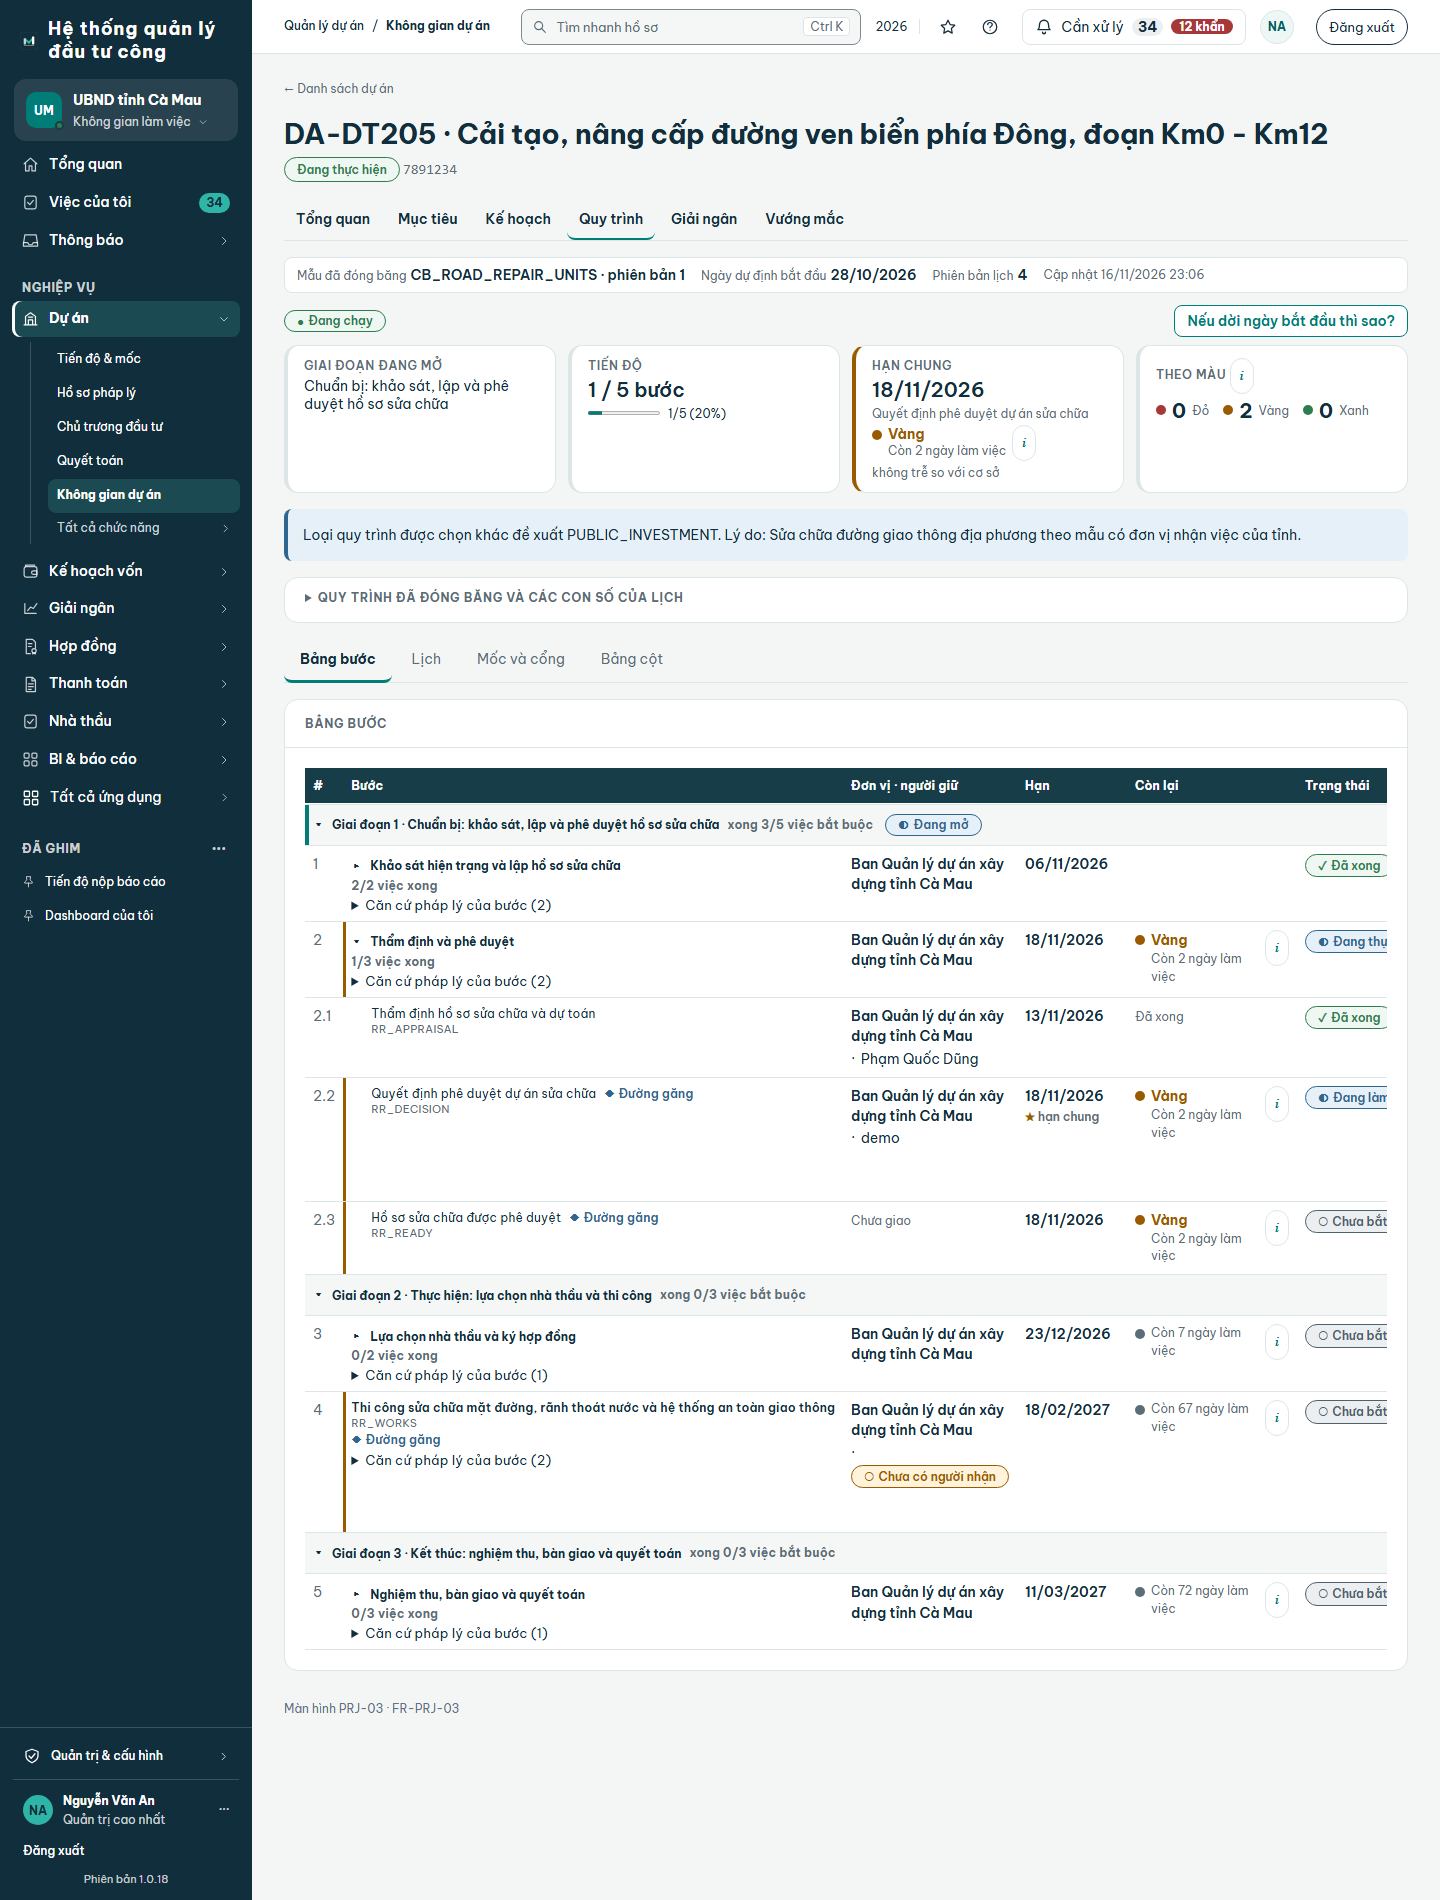 Hệ thống quản lý
đầu tư công
UM
UBND tỉnh Cà Mau
Không gian làm việc
Tổng quan
Việc của tôi 34
Thông báo
NGHIỆP VỤ
Dự án
Tiến độ & mốc
Hồ sơ pháp lý
Chủ trương đầu tư
Quyết toán
Không gian dự án
Tất cả chức năng
Kế hoạch vốn
Giải ngân
Hợp đồng
Thanh toán
Nhà thầu
BI & báo cáo
Tất cả ứng dụng
ĐÃ GHIM
Tiến độ nộp báo cáo
Dashboard của tôi
Quản trị & cấu hình
NA
Nguyễn Văn An
Quản trị cao nhất
Đăng xuất
Phiên bản 1.0.18
Quản lý dự án / Không gian dự án
Tìm nhanh hồ sơ Ctrl K
2026
Cần xử lý 34 12 khẩn
NA
Đăng xuất
← Danh sách dự án
DA-DT205 · Cải tạo, nâng cấp đường ven biển phía Đông, đoạn Km0 - Km12
Đang thực hiện 7891234
Tổng quan Mục tiêu Kế hoạch Quy trình Giải ngân Vướng mắc
Mẫu đã đóng băng CB_ROAD_REPAIR_UNITS · phiên bản 1 Ngày dự định bắt đầu 28/10/2026 Phiên bản lịch 4 Cập nhật 16/11/2026 23:06
● Đang chạy
Nếu dời ngày bắt đầu thì sao?
GIAI ĐOẠN ĐANG MỞ
Chuẩn bị: khảo sát, lập và phê
duyệt hồ sơ sửa chữa
TIẾN ĐỘ
1 / 5 bước
1/5 (20%)
HẠN CHUNG
18/11/2026
Quyết định phê duyệt dự án sửa chữa
Vàng
Còn 2 ngày làm việc i
không trễ so với cơ sở
THEO MÀU i
0 Đỏ 2 Vàng 0 Xanh
Loại quy trình được chọn khác đề xuất PUBLIC_INVESTMENT. Lý do: Sửa chữa đường giao thông địa phương theo mẫu có đơn vị nhận việc của tỉnh.
▶ QUY TRÌNH ĐÃ ĐÓNG BĂNG VÀ CÁC CON SỐ CỦA LỊCH
Bảng bước Lịch Mốc và cổng Bảng cột
BẢNG BƯỚC
# Bước Đơn vị · người giữ Hạn Còn lại Trạng thái
Giai đoạn 1 · Chuẩn bị: khảo sát, lập và phê duyệt hồ sơ sửa chữa xong 3/5 việc bắt buộc Đang mở
1 Khảo sát hiện trạng và lập hồ sơ sửa chữa
2/2 việc xong
▶ Căn cứ pháp lý của bước (2)
Ban Quản lý dự án xây
dựng tỉnh Cà Mau
06/11/2026
✓ Đã xong
2 Thẩm định và phê duyệt
1/3 việc xong
▶ Căn cứ pháp lý của bước (2)
Ban Quản lý dự án xây
dựng tỉnh Cà Mau
18/11/2026
Vàng
Còn 2 ngày làm
việc
i
Đang thụ
2.1 Thẩm định hồ sơ sửa chữa và dự toán
RR_APPRAISAL
Ban Quản lý dự án xây
dựng tỉnh Cà Mau
· Phạm Quốc Dũng
13/11/2026
Đã xong
✓ Đã xong
2.2 Quyết định phê duyệt dự án sửa chữa ◆ Đường găng
RR_DECISION
Ban Quản lý dự án xây
dựng tỉnh Cà Mau
· demo
18/11/2026
★ hạn chung
Vàng
Còn 2 ngày làm
việc
i
Đang làm
2.3 Hồ sơ sửa chữa được phê duyệt ◆ Đường găng
RR_READY
Chưa giao
18/11/2026
Vàng
Còn 2 ngày làm
việc
i
Chưa bắt
Giai đoạn 2 · Thực hiện: lựa chọn nhà thầu và thi công xong 0/3 việc bắt buộc
3 Lựa chọn nhà thầu và ký hợp đồng
0/2 việc xong
▶ Căn cứ pháp lý của bước (1)
Ban Quản lý dự án xây
dựng tỉnh Cà Mau
23/12/2026
Còn 7 ngày làm
việc
i
Chưa bắt
4 Thi công sửa chữa mặt đường, rãnh thoát nước và hệ thống an toàn giao thông
RR_WORKS
◆ Đường găng
▶ Căn cứ pháp lý của bước (2)
Ban Quản lý dự án xây
dựng tỉnh Cà Mau
·
Chưa có người nhận
18/02/2027
Còn 67 ngày làm
việc
i
Chưa bắt
Giai đoạn 3 · Kết thúc: nghiệm thu, bàn giao và quyết toán xong 0/3 việc bắt buộc
5 Nghiệm thu, bàn giao và quyết toán
0/3 việc xong
▶ Căn cứ pháp lý của bước (1)
Ban Quản lý dự án xây
dựng tỉnh Cà Mau
11/03/2027
Còn 72 ngày làm
việc
i
Chưa bắt
Màn hình PRJ-03 · FR-PRJ-03